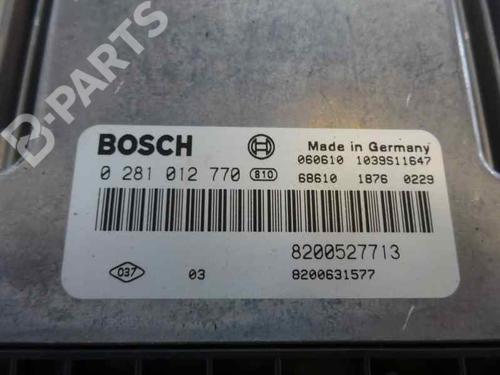 B-PARTS
BOSCH
Made in Germany
060610 1039S11647
0 281 012 770 810
68610 1876 0229
8200527713
037 03 8200631577